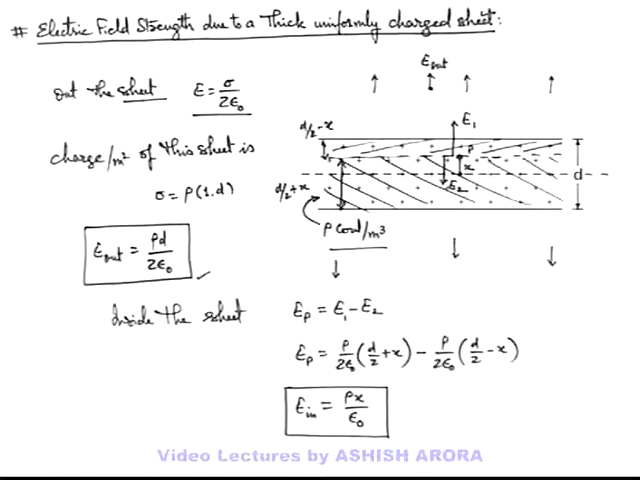 # Electric Field Strength due to a Thick uniformly charged sheet:
Out the sheet E = σ/2ϵ₀
charge/m² of this sheet is
σ = ρ(1.d)
E_out = ρd/2ϵ₀
E_out
E₁
d/2-x
P
x
E₂
d
d/2+x
ρ coul/m³
Inside the sheet E_P = E₁ - E₂
E_P = ρ/2ϵ₀ (d/2 + x) - ρ/2ϵ₀ (d/2 - x)
E_in = ρx/ϵ₀
Video Lectures by ASHISH ARORA